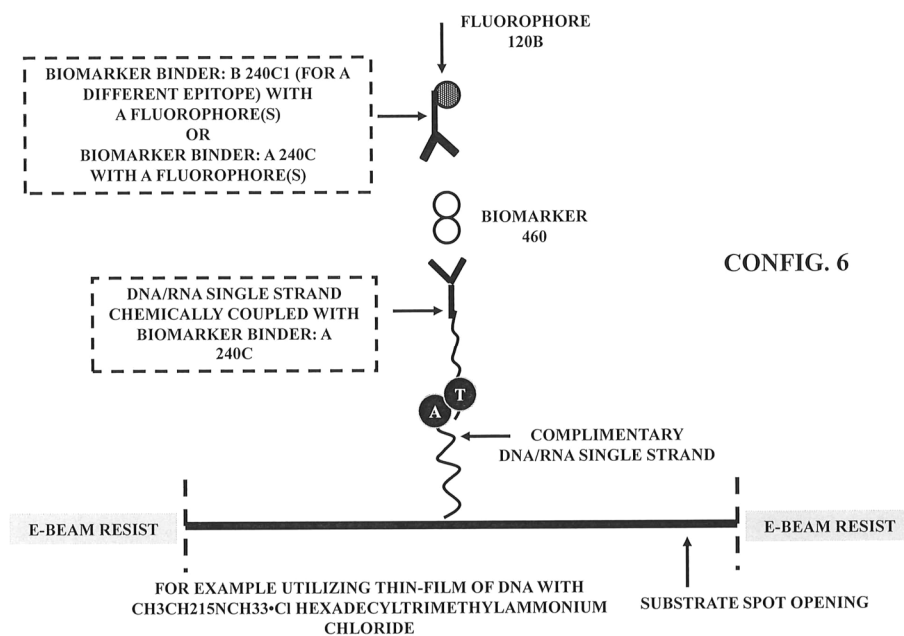 FLUOROPHORE
120B
BIOMARKER BINDER: B 240C1 (FOR A
DIFFERENT EPITOPE) WITH
A FLUOROPHORE(S)
OR
BIOMARKER BINDER: A 240C
WITH A FLUOROPHORE(S)
BIOMARKER
460
CONFIG. 6
DNA/RNA SINGLE STRAND
CHEMICALLY COUPLED WITH
BIOMARKER BINDER: A
240C
T
A
COMPLIMENTARY
DNA/RNA SINGLE STRAND
E-BEAM RESIST
E-BEAM RESIST
FOR EXAMPLE UTILIZING THIN-FILM OF DNA WITH
CH3CH215NCH33•Cl HEXADECYLTRIMETHYLAMMONIUM
CHLORIDE
SUBSTRATE SPOT OPENING